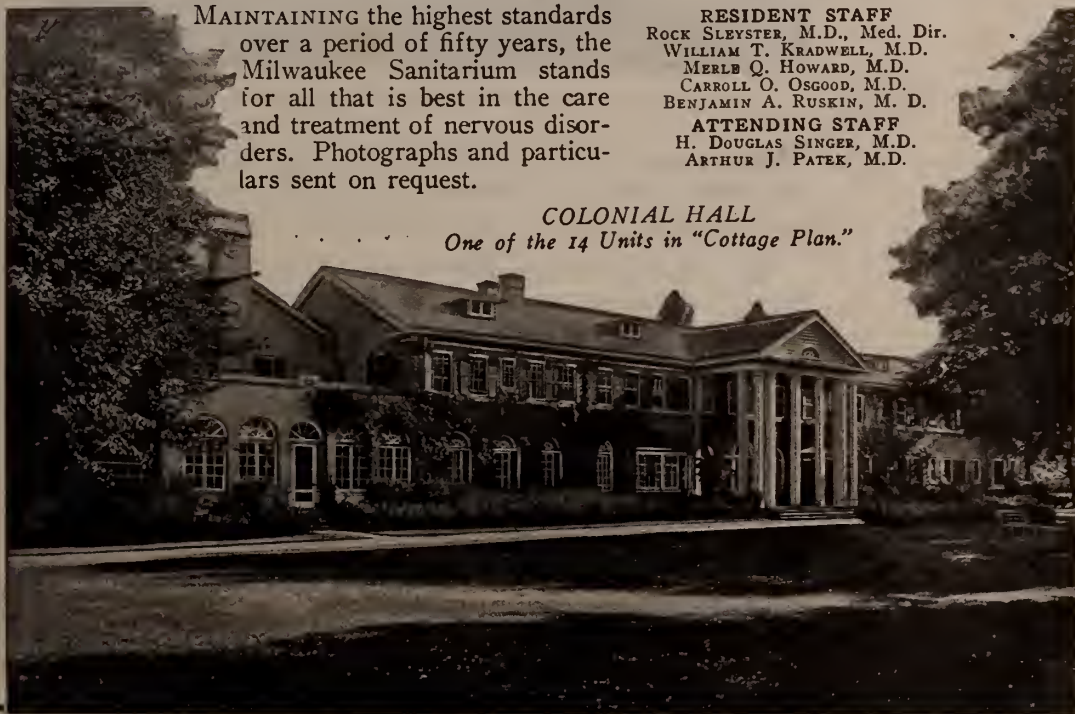 MAINTAINING the highest standards
over a period of fifty years, the
Milwaukee Sanitarium stands
for all that is best in the care
and treatment of nervous disor-
ders. Photographs and particu-
lars sent on request.
RESIDENT STAFF
ROCK SLEYSTER, M.D., Med. Dir.
WILLIAM T. KRADWELL, M.D.
MERLE Q. HOWARD, M.D.
CARROLL O. OSGOOD, M.D.
BENJAMIN A. RUSKIN, M. D.
ATTENDING STAFF
H. DOUGLAS SINGER, M.D.
ARTHUR J. PATEK, M.D.
COLONIAL HALL
One of the 14 Units in "Cottage Plan."